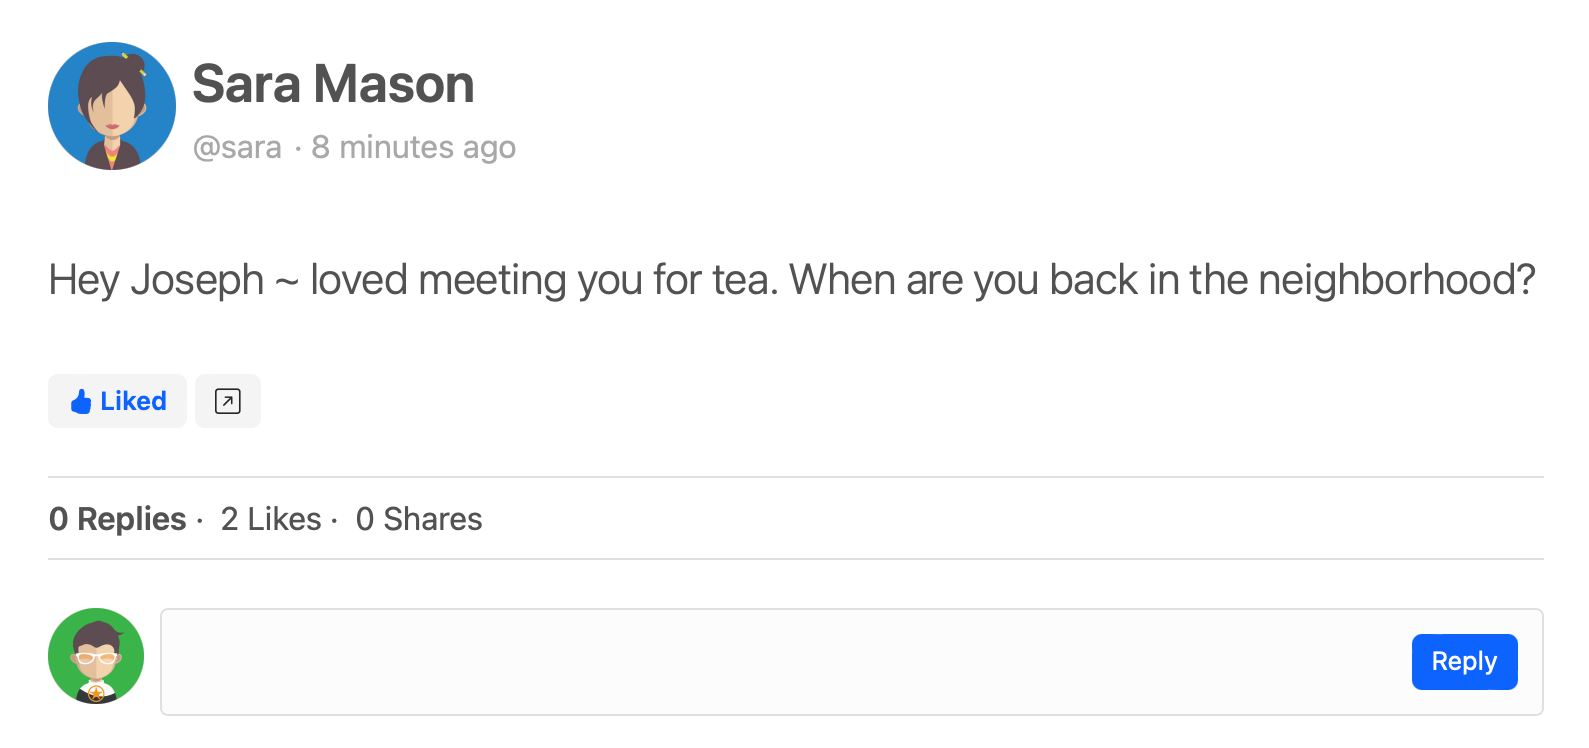 Sara Mason
@sara · 8 minutes ago
Hey Joseph ~ loved meeting you for tea. When are you back in the neighborhood?
Liked
0 Replies · 2 Likes · 0 Shares
Reply